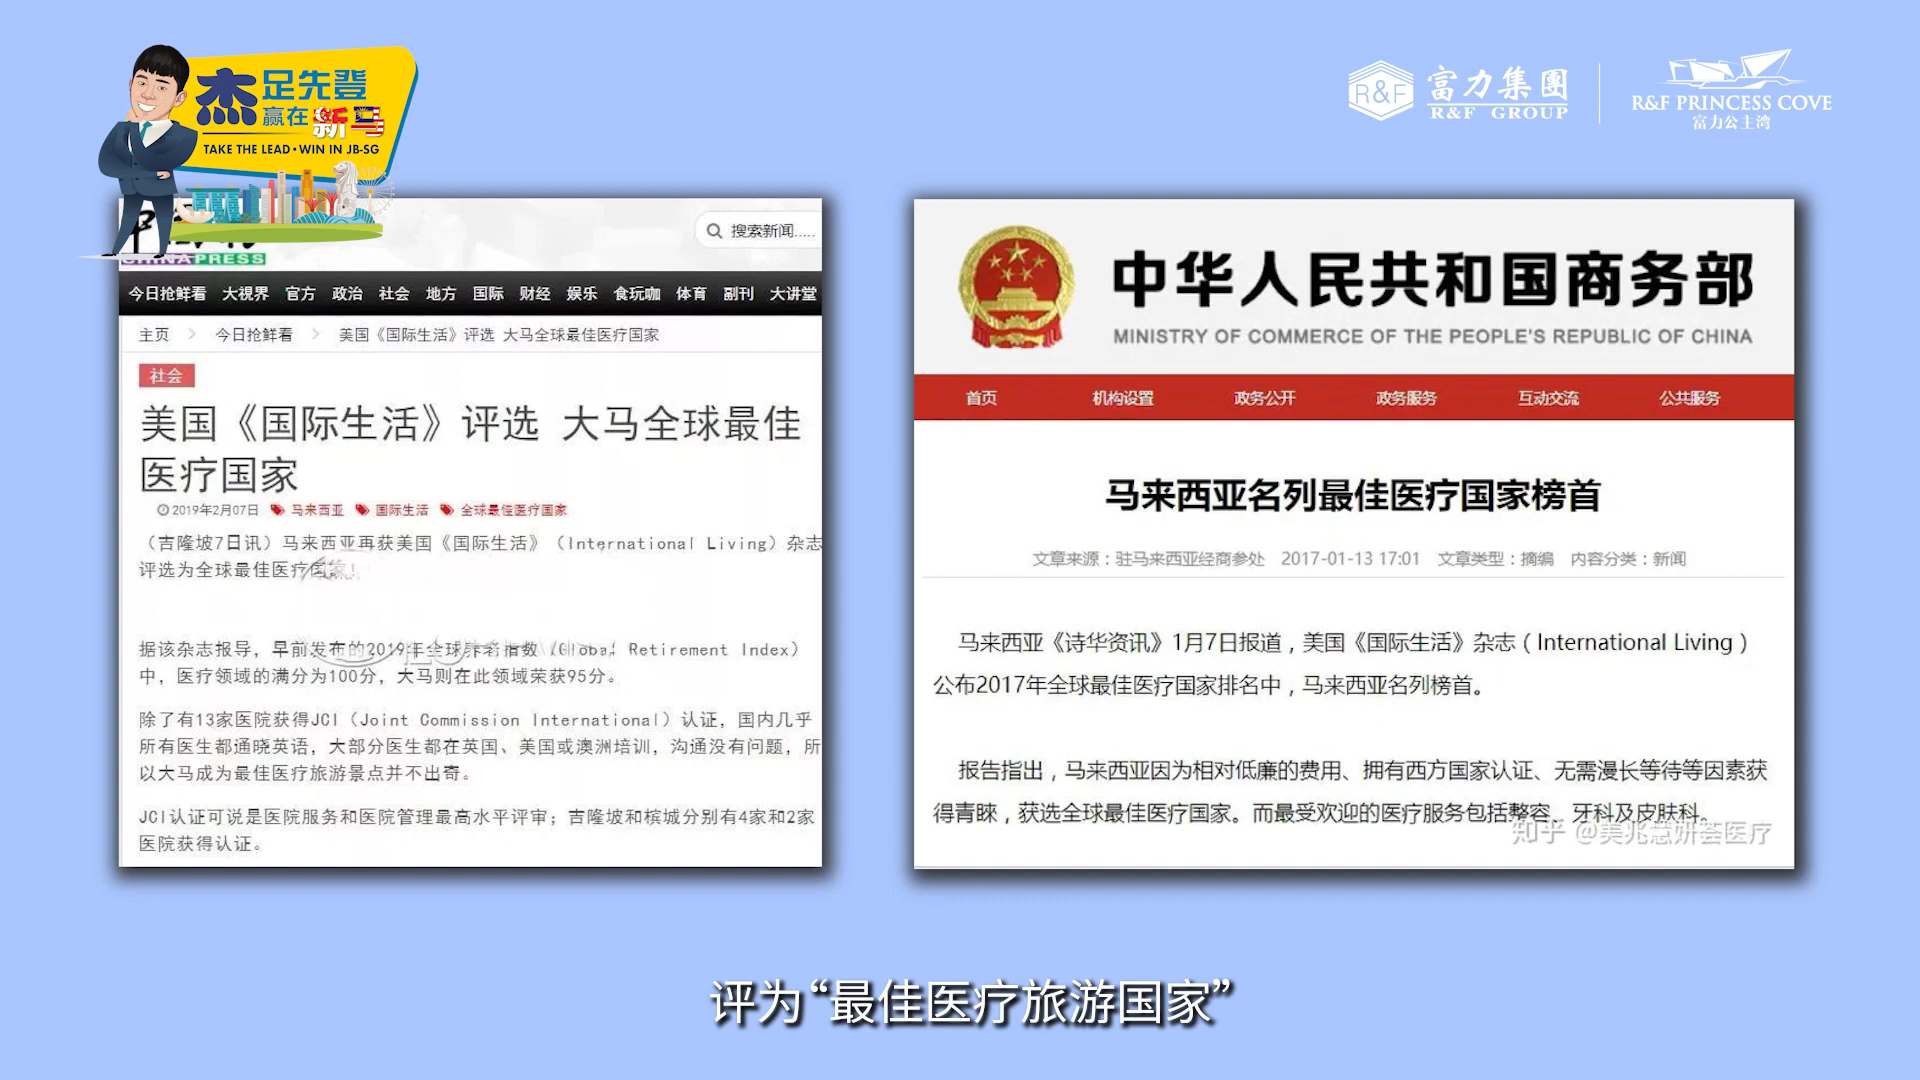 杰足先登
赢在新马
TAKE THE LEAD·WIN IN JB-SG
R&F
富力集團
R&F GROUP
R&F PRINCESS COVE
富力公主湾
CHINA PRESS
搜索新闻.....
今日抢鲜看 大視界 官方 政治 社会 地方 国际 财经 娱乐 食玩咖 体育 副刊 大讲堂
主页 > 今日抢鲜看 > 美国《国际生活》评选 大马全球最佳医疗国家
社会
美国《国际生活》评选 大马全球最佳
医疗国家
2019年2月07日 马来西亚 国际生活 全球最佳医疗国家
（吉隆坡7日讯）马来西亚再获美国《国际生活》（International Living）杂志
评选为全球最佳医疗国家!
据该杂志报导，早前发布的2019年全球养老指数（Global Retirement Index）
中，医疗领域的满分为100分，大马则在此领域荣获95分。
除了有13家医院获得JCI（Joint Commission International）认证，国内几乎
所有医生都通晓英语，大部分医生都在英国、美国或澳洲培训，沟通没有问题，所
以大马成为最佳医疗旅游景点并不出奇。
JCI认证可说是医院服务和医院管理最高水平评审；吉隆坡和槟城分别有4家和2家
医院获得认证。
中华人民共和国商务部
MINISTRY OF COMMERCE OF THE PEOPLE'S REPUBLIC OF CHINA
首页 机构设置 政务公开 政务服务 互动交流 公共服务
马来西亚名列最佳医疗国家榜首
文章来源：驻马来西亚经商参处 2017-01-13 17:01 文章类型：摘编 内容分类：新闻
马来西亚《诗华资讯》1月7日报道，美国《国际生活》杂志（International Living）
公布2017年全球最佳医疗国家排名中，马来西亚名列榜首。
报告指出，马来西亚因为相对低廉的费用、拥有西方国家认证、无需漫长等待等因素获
得青睐，获选全球最佳医疗国家。而最受欢迎的医疗服务包括整容、牙科及皮肤科。
知乎 @美兆慧妍荟医疗
评为“最佳医疗旅游国家”